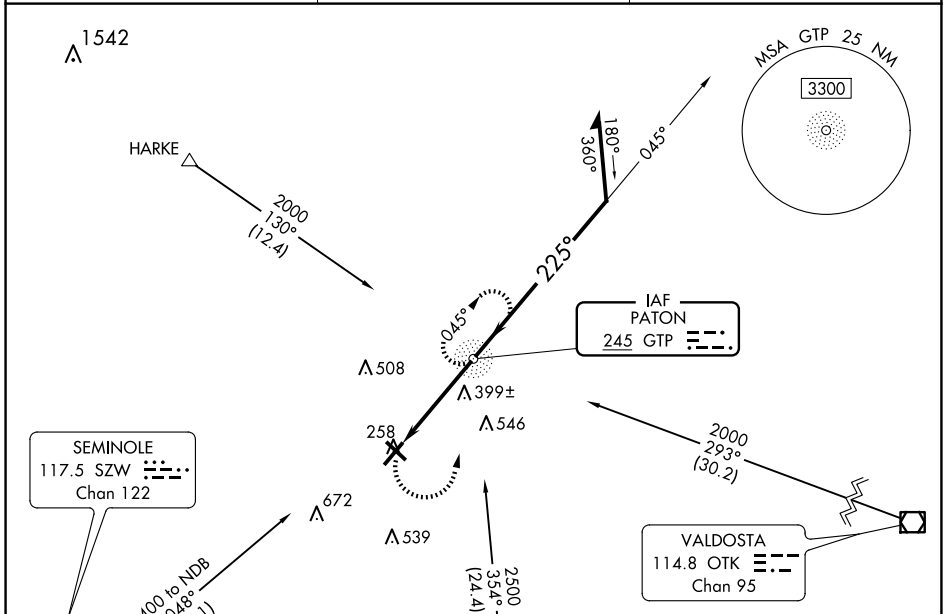 1542
MSA GTP 25 NM
3300
HARKE
2000
130°
(12.4)
180°
360°
045°
225°
045°
IAF
PATON
245 GTP
508
399±
546
258
2000
293°
(30.2)
SEMINOLE
117.5 SZW
Chan 122
672
539
VALDOSTA
114.8 OTK
Chan 95
400 to NDB
048°
2500
354°
(24.4)